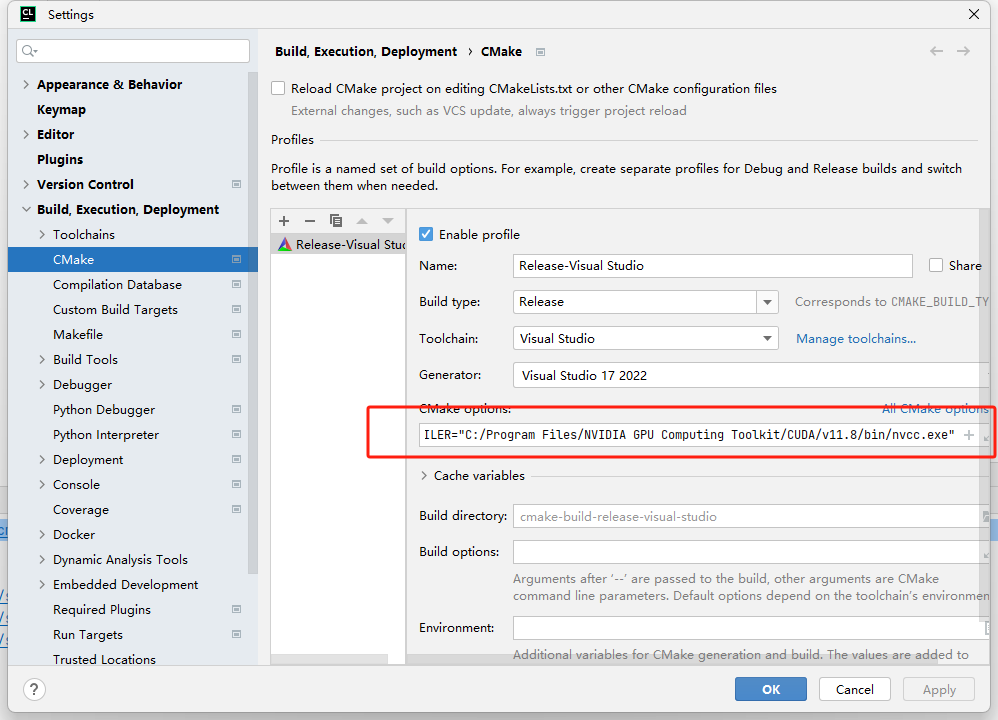 CL Settings
Appearance & Behavior
Keymap
Editor
Plugins
Version Control
Build, Execution, Deployment
Toolchains
CMake
Compilation Database
Custom Build Targets
Makefile
Build Tools
Debugger
Python Debugger
Python Interpreter
Deployment
Console
Coverage
Docker
Dynamic Analysis Tools
Embedded Development
Required Plugins
Run Targets
Trusted Locations
Build, Execution, Deployment › CMake
Reload CMake project on editing CMakeLists.txt or other CMake configuration files
External changes, such as VCS update, always trigger project reload
Profiles
Profile is a named set of build options. For example, create separate profiles for Debug and Release builds and switch
between them when needed.
Release-Visual Stud
Enable profile
Name: Release-Visual Studio Share
Build type: Release Corresponds to CMAKE_BUILD_TY
Toolchain: Visual Studio Manage toolchains...
Generator: Visual Studio 17 2022
CMake options: All CMake options
ILER="C:/Program Files/NVIDIA GPU Computing Toolkit/CUDA/v11.8/bin/nvcc.exe"
Cache variables
Build directory: cmake-build-release-visual-studio
Build options:
Arguments after '--' are passed to the build, other arguments are CMake
command line parameters. Default options depend on the toolchain's environmen
Environment:
Additional variables for CMake generation and build. The values are added to
? OK Cancel Apply